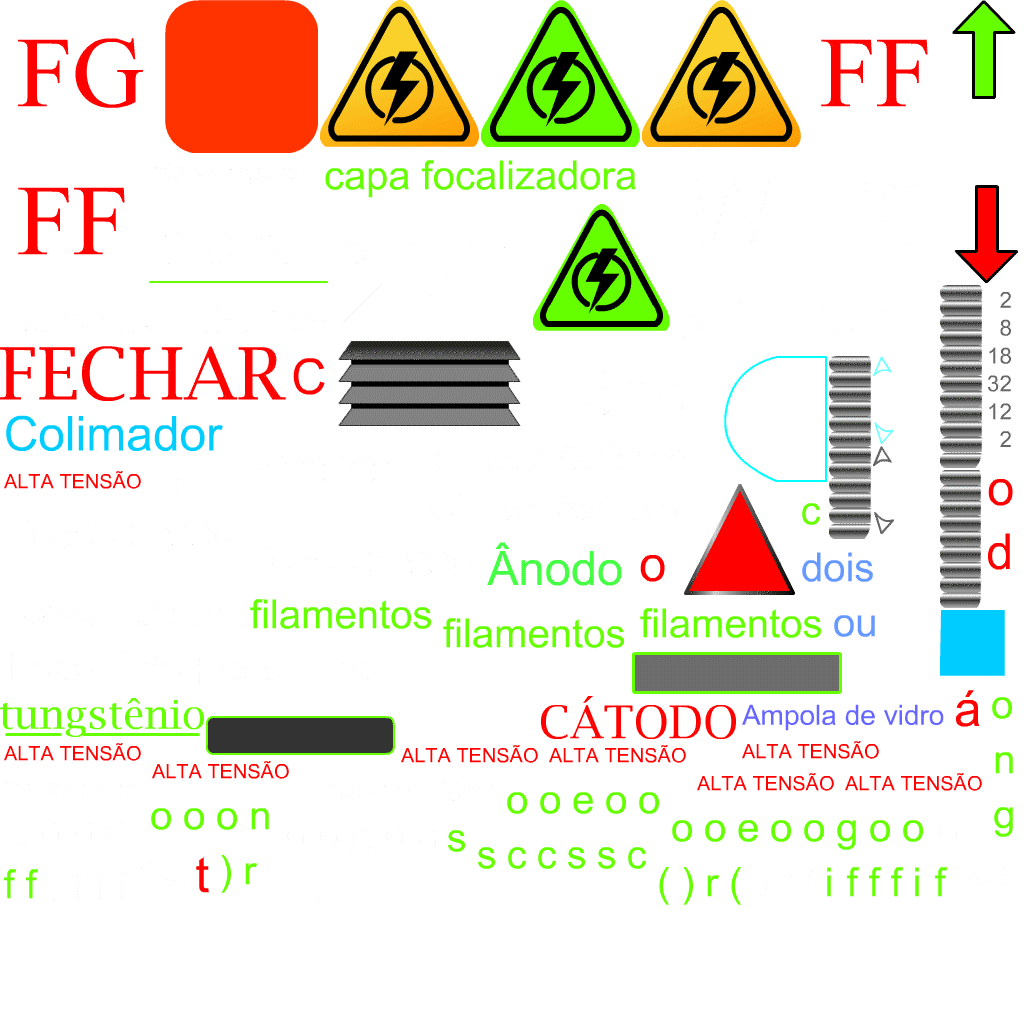 FG
FF
capa focalizadora
FF
2
8
18
32
12
2
FECHAR C
Colimador
ALTA TENSÃO
o
c
d
Ânodo o dois
filamentos filamentos filamentos ou
tungstênio CÁTODO Ampola de vidro á o
ALTA TENSÃO ALTA TENSÃO ALTA TENSÃO ALTA TENSÃO
n
ALTA TENSÃO ALTA TENSÃO ALTA TENSÃO
o o e o o
o o o n
g
o o e o o g o o
s
s c c s s c
t ) r
f f
( ) r ( i f f f i f